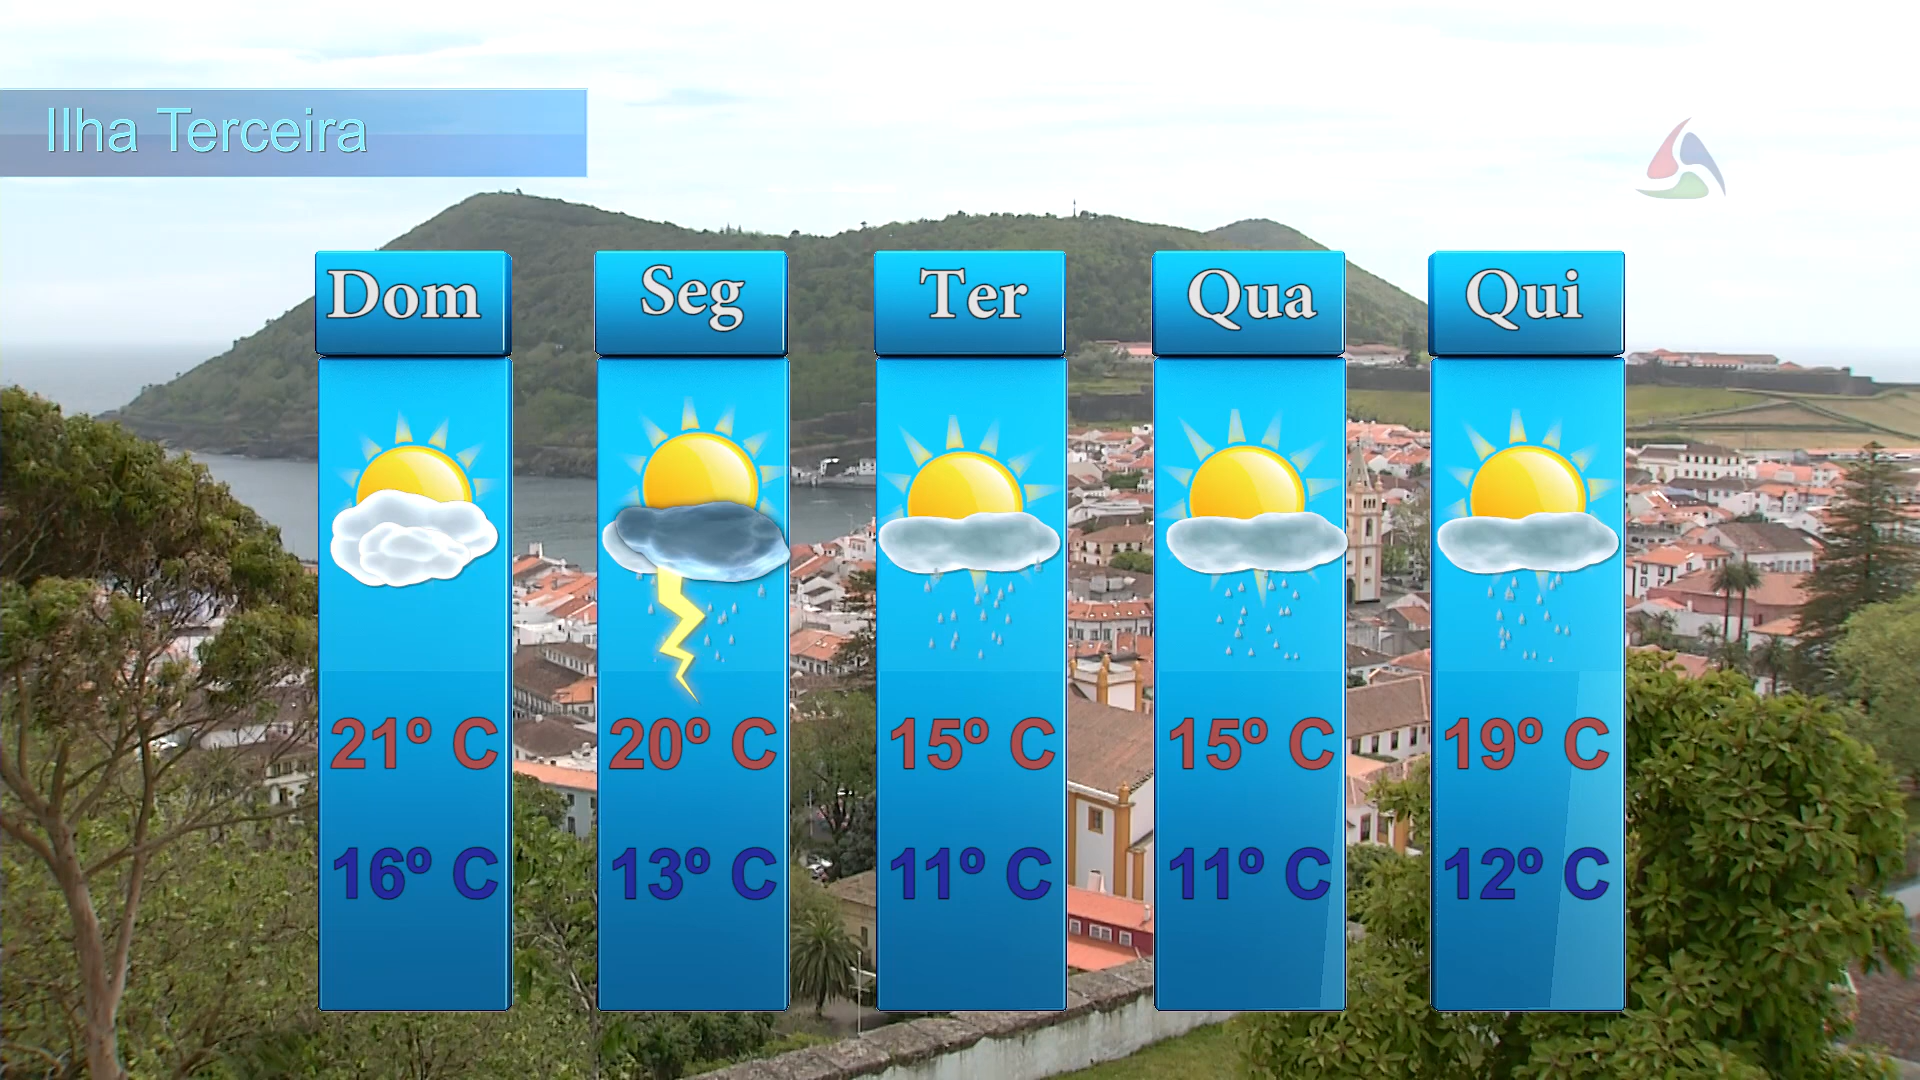 Ilha Terceira
Dom Seg Ter Qua Qui
21º C 20º C 15º C 15º C 19º C
16º C 13º C 11º C 11º C 12º C